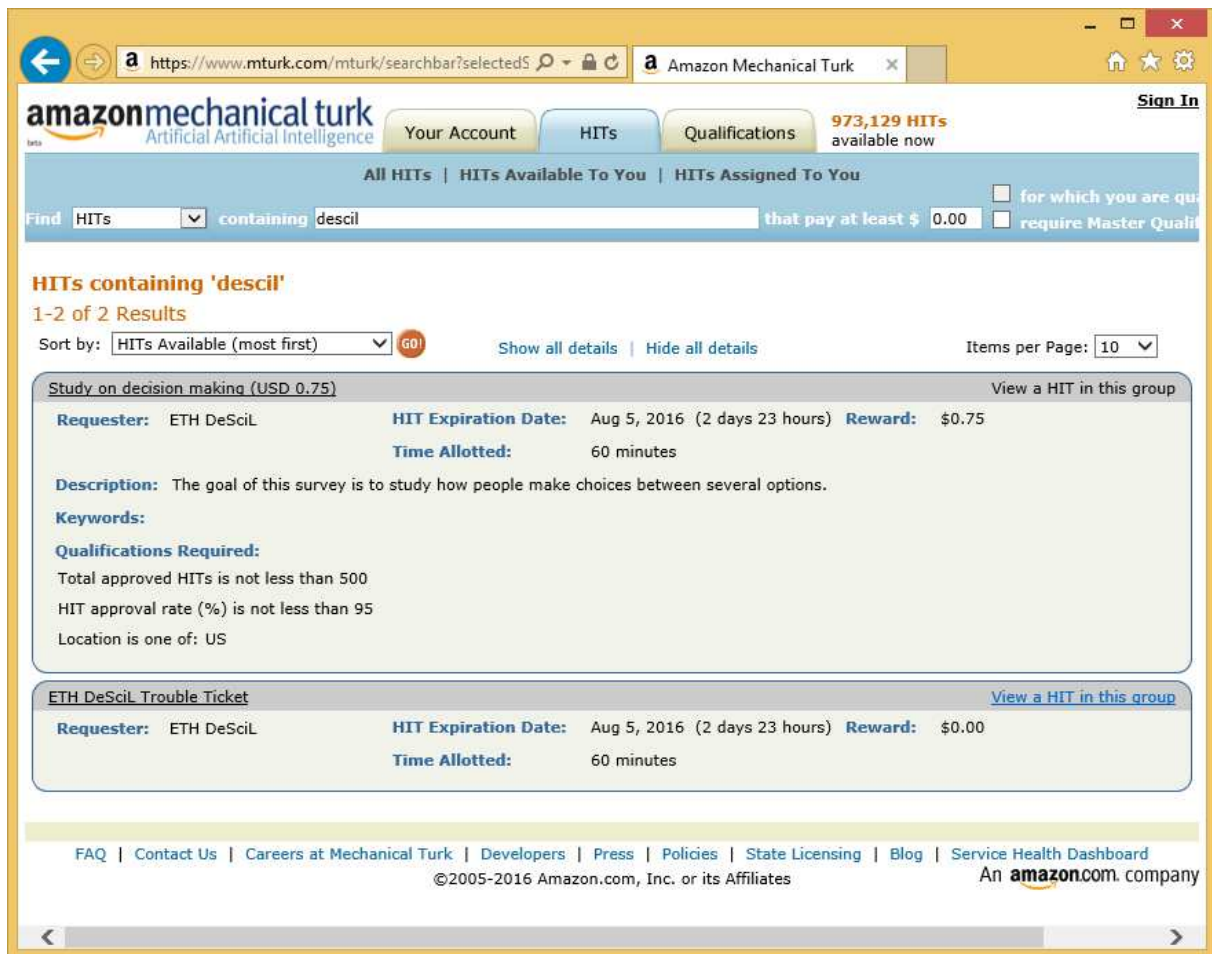 https://www.mturk.com/mturk/searchbar?selectedS
a Amazon Mechanical Turk
Sign In
amazonmechanical turk
beta
Artificial Artificial Intelligence
Your Account
HITs
Qualifications
973,129 HITs
available now
All HITs | HITs Available To You | HITs Assigned To You
for which you are qu
Find HITs containing descil that pay at least $ 0.00
require Master Qualif
HITs containing 'descil'
1-2 of 2 Results
Sort by: HITs Available (most first) GO! Show all details | Hide all details Items per Page: 10
Study on decision making (USD 0.75) View a HIT in this group
Requester: ETH DeSciL HIT Expiration Date: Aug 5, 2016 (2 days 23 hours) Reward: $0.75
Time Allotted: 60 minutes
Description: The goal of this survey is to study how people make choices between several options.
Keywords:
Qualifications Required:
Total approved HITs is not less than 500
HIT approval rate (%) is not less than 95
Location is one of: US
ETH DeSciL Trouble Ticket View a HIT in this group
Requester: ETH DeSciL HIT Expiration Date: Aug 5, 2016 (2 days 23 hours) Reward: $0.00
Time Allotted: 60 minutes
FAQ | Contact Us | Careers at Mechanical Turk | Developers | Press | Policies | State Licensing | Blog | Service Health Dashboard
©2005-2016 Amazon.com, Inc. or its Affiliates An amazon.com. company